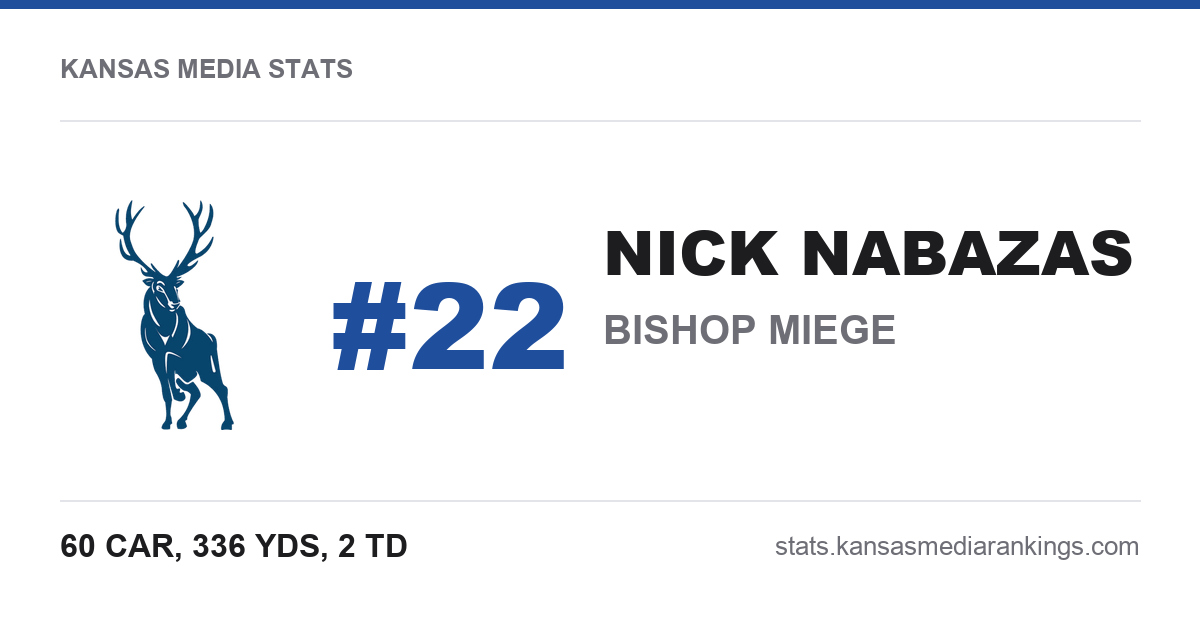 KANSAS MEDIA STATS
#22
NICK NABAZAS
BISHOP MIEGE
60 CAR, 336 YDS, 2 TD
stats.kansasmediarankings.com